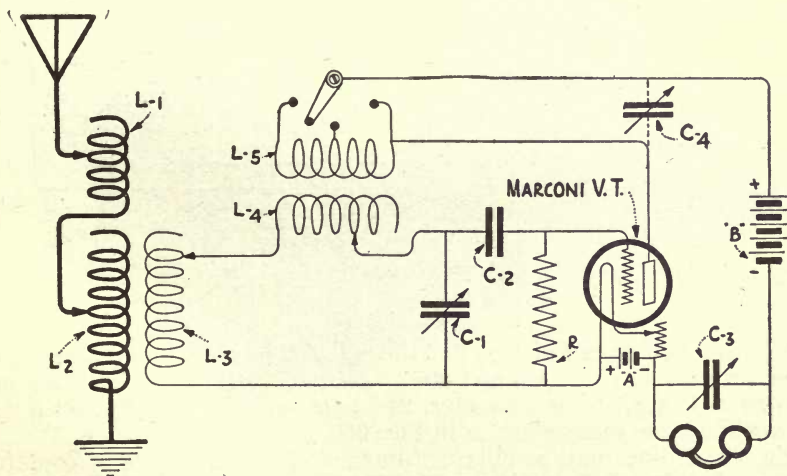 L-1
L-5
C-4
MARCONI V.T.
L-4
+
"B"
-
C-2
C-1
R
C-3
L2
L-3
+ "A" -